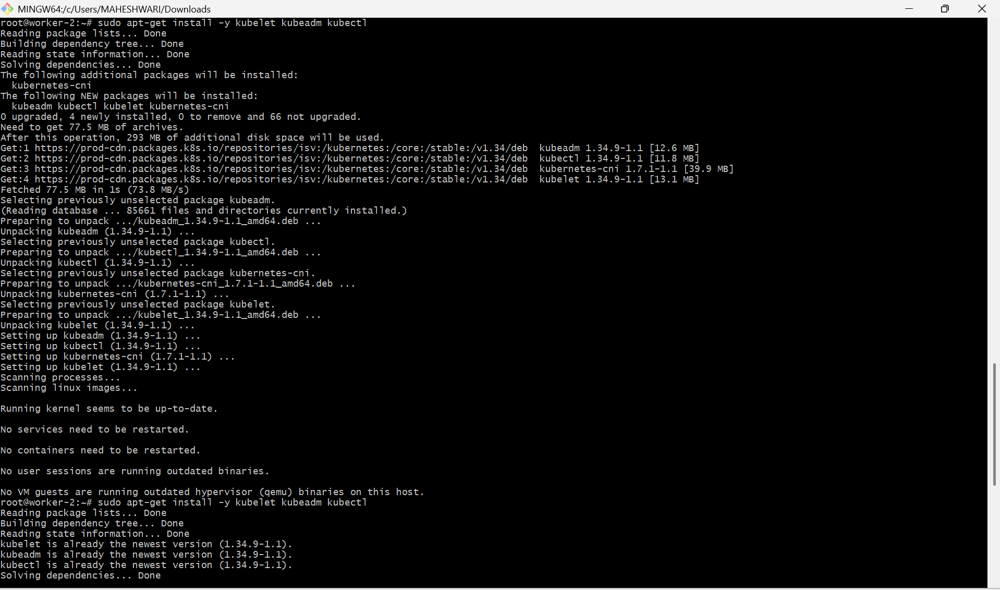 MINGW64:/c/Users/MAHESHWARI/Downloads
root@worker-2:~# sudo apt-get install -y kubelet kubeadm kubectl
Reading package lists... Done
Building dependency tree... Done
Reading state information... Done
Solving dependencies... Done
The following additional packages will be installed:
  kubernetes-cni
The following NEW packages will be installed:
  kubeadm kubectl kubelet kubernetes-cni
0 upgraded, 4 newly installed, 0 to remove and 66 not upgraded.
Need to get 77.5 MB of archives.
After this operation, 293 MB of additional disk space will be used.
Get:1 https://prod-cdn.packages.k8s.io/repositories/isv:/kubernetes:/core:/stable:/v1.34/deb  kubeadm 1.34.9-1.1 [12.6 MB]
Get:2 https://prod-cdn.packages.k8s.io/repositories/isv:/kubernetes:/core:/stable:/v1.34/deb  kubectl 1.34.9-1.1 [11.8 MB]
Get:3 https://prod-cdn.packages.k8s.io/repositories/isv:/kubernetes:/core:/stable:/v1.34/deb  kubernetes-cni 1.7.1-1.1 [39.9 MB]
Get:4 https://prod-cdn.packages.k8s.io/repositories/isv:/kubernetes:/core:/stable:/v1.34/deb  kubelet 1.34.9-1.1 [13.1 MB]
Fetched 77.5 MB in 1s (73.8 MB/s)
Selecting previously unselected package kubeadm.
(Reading database ... 85661 files and directories currently installed.)
Preparing to unpack .../kubeadm_1.34.9-1.1_amd64.deb ...
Unpacking kubeadm (1.34.9-1.1) ...
Selecting previously unselected package kubectl.
Preparing to unpack .../kubectl_1.34.9-1.1_amd64.deb ...
Unpacking kubectl (1.34.9-1.1) ...
Selecting previously unselected package kubernetes-cni.
Preparing to unpack .../kubernetes-cni_1.7.1-1.1_amd64.deb ...
Unpacking kubernetes-cni (1.7.1-1.1) ...
Selecting previously unselected package kubelet.
Preparing to unpack .../kubelet_1.34.9-1.1_amd64.deb ...
Unpacking kubelet (1.34.9-1.1) ...
Setting up kubeadm (1.34.9-1.1) ...
Setting up kubectl (1.34.9-1.1) ...
Setting up kubernetes-cni (1.7.1-1.1) ...
Setting up kubelet (1.34.9-1.1) ...
Scanning processes...
Scanning linux images...
Running kernel seems to be up-to-date.
No services need to be restarted.
No containers need to be restarted.
No user sessions are running outdated binaries.
No VM guests are running outdated hypervisor (qemu) binaries on this host.
root@worker-2:~# sudo apt-get install -y kubelet kubeadm kubectl
Reading package lists... Done
Building dependency tree... Done
Reading state information... Done
kubelet is already the newest version (1.34.9-1.1).
kubeadm is already the newest version (1.34.9-1.1).
kubectl is already the newest version (1.34.9-1.1).
Solving dependencies... Done